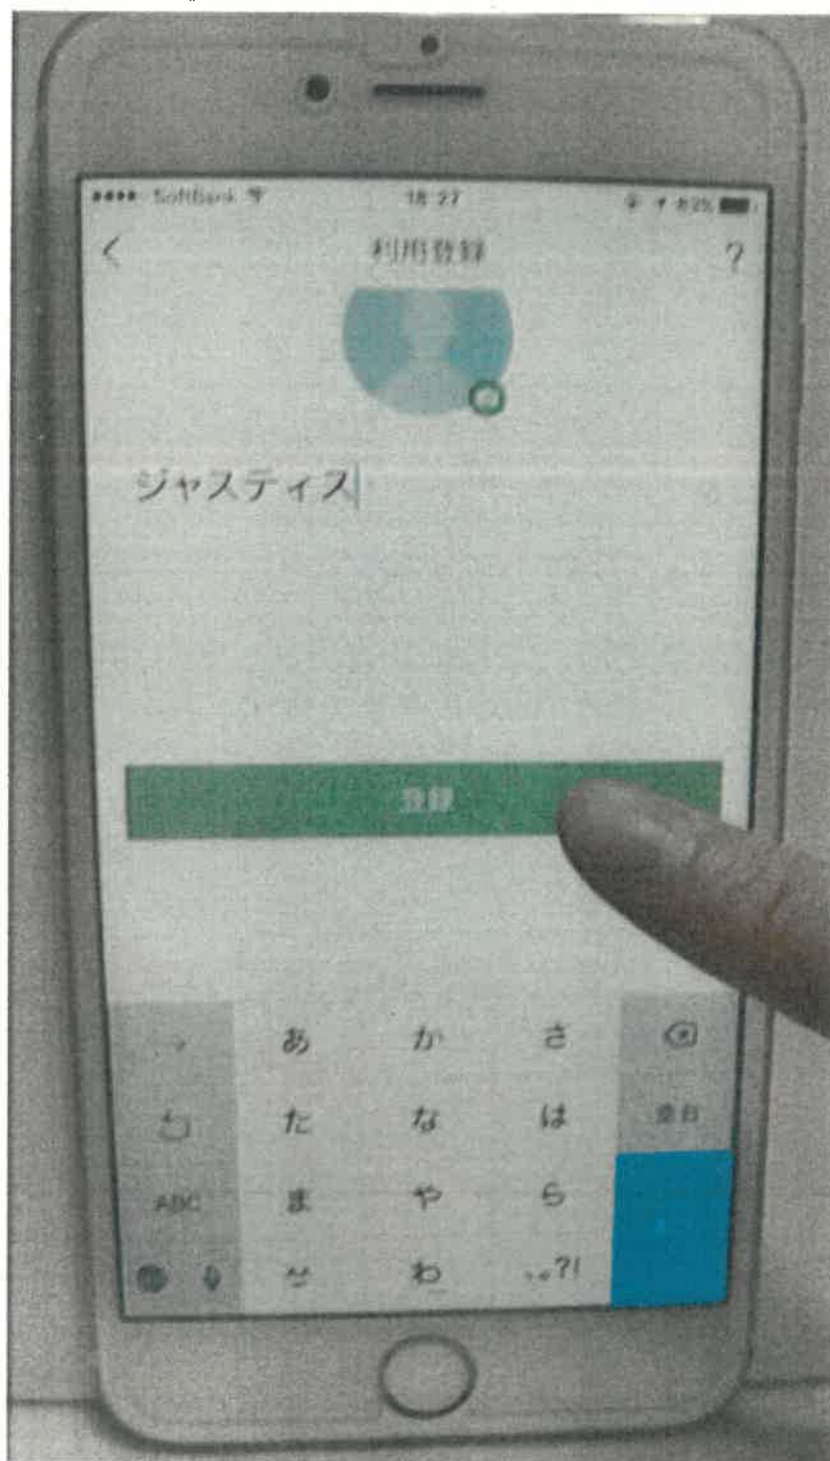 SoftBank 18:27 82%
利用登録 ?
ジャスティス
登録
→ あ か さ
た な は 空白
ABC ま や ら
^^ わ 、。?!